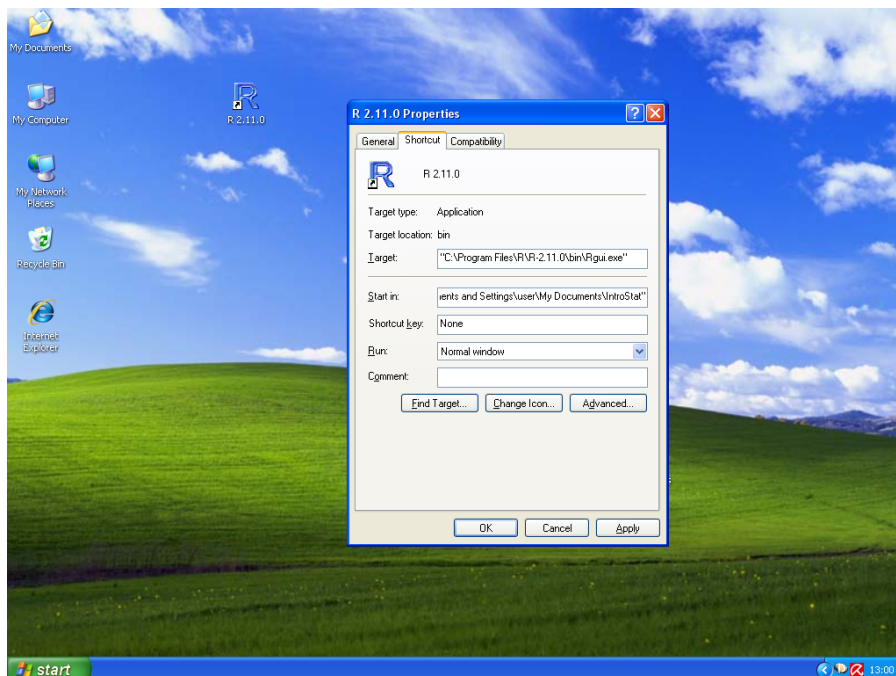 My Documents
My Computer
R 2.11.0
My Network
Places
Recycle Bin
Internet
Explorer
R 2.11.0 Properties
General Shortcut Compatibility
R 2.11.0
Target type: Application
Target location: bin
Target: "C:\Program Files\R\R-2.11.0\bin\Rgui.exe"
Start in: ents and Settings\user\My Documents\IntroStat"
Shortcut key: None
Run: Normal window
Comment:
Find Target... Change Icon... Advanced...
OK Cancel Apply
start 13:00